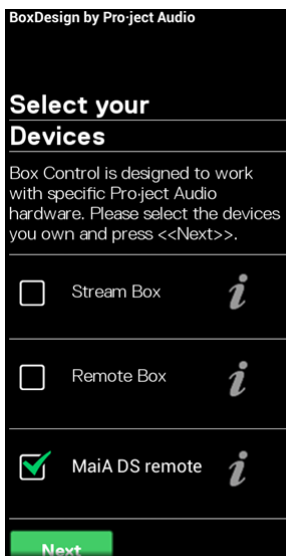 BoxDesign by Pro·ject Audio
Select your
Devices
Box Control is designed to work
with specific Pro·ject Audio
hardware. Please select the devices
you own and press <<Next>>.
Stream Box
Remote Box
MaiA DS remote
Next